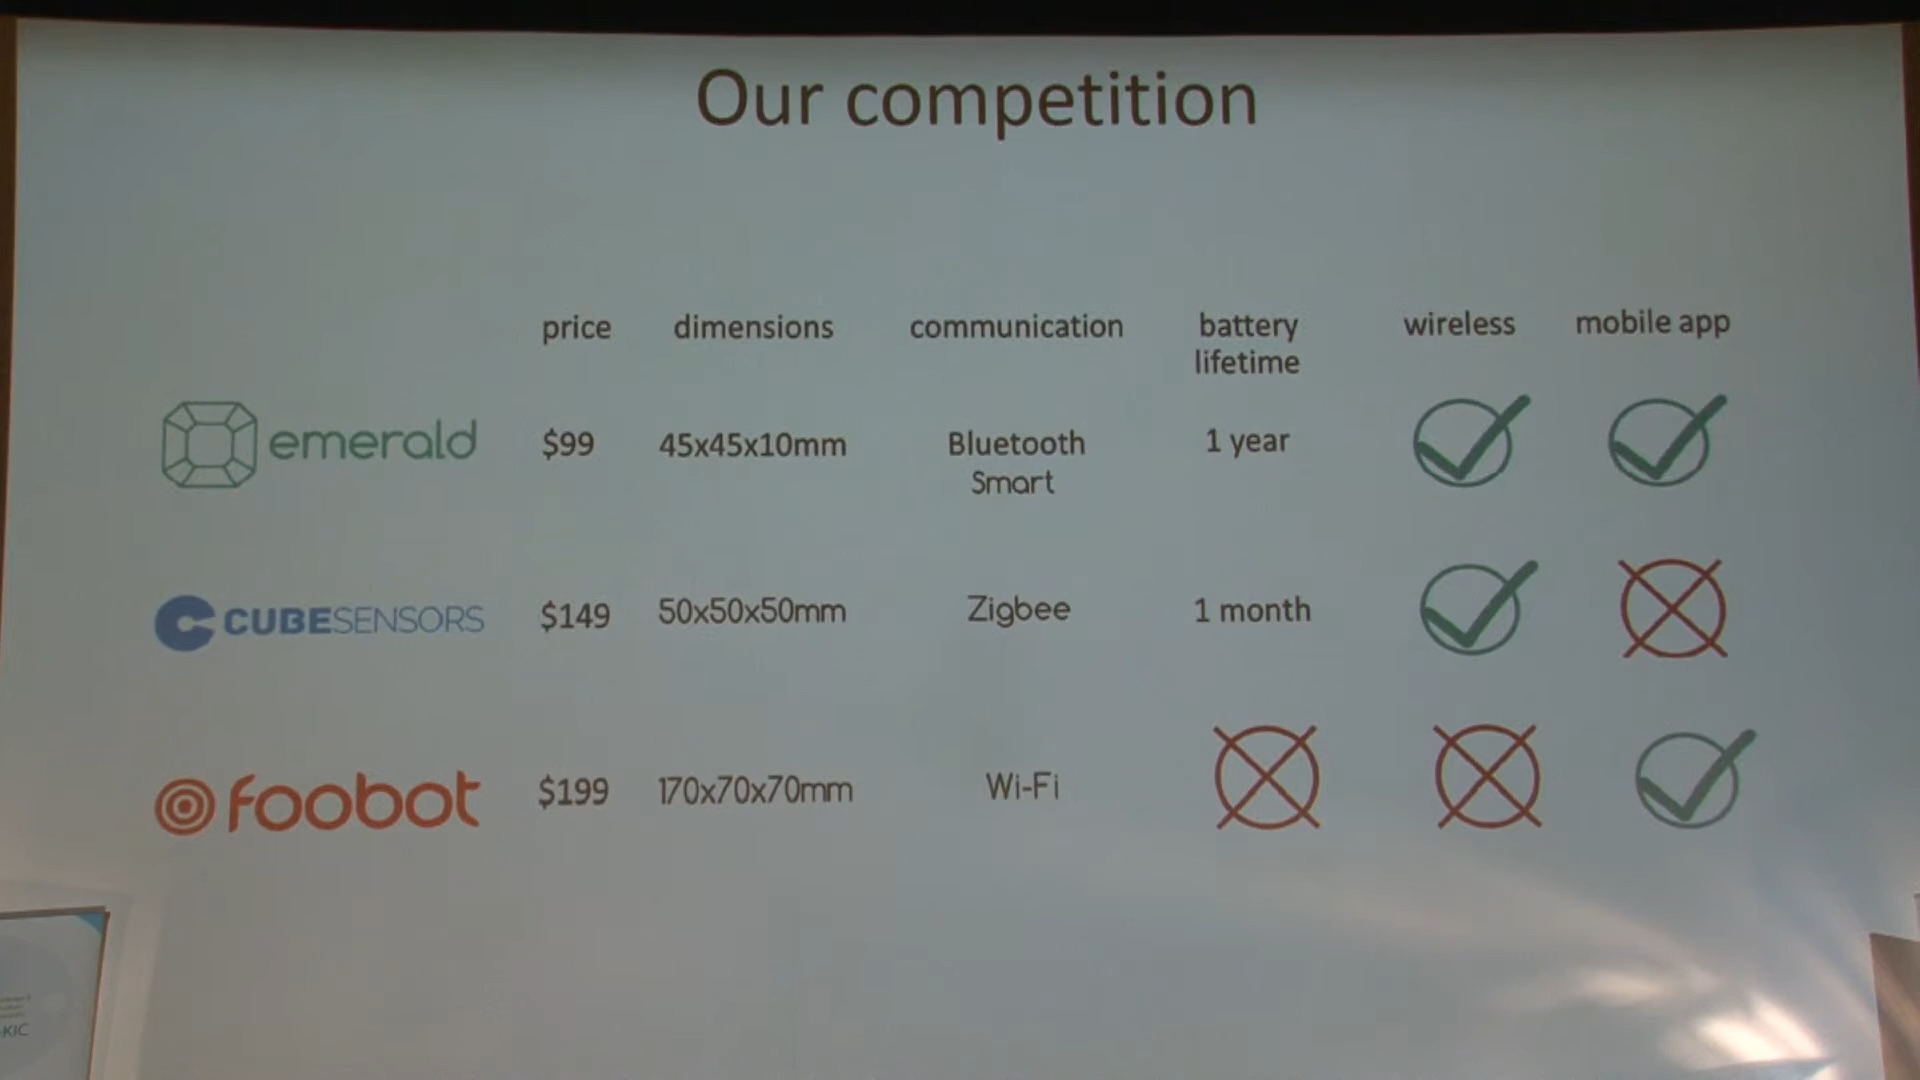 Our competition
price dimensions communication battery lifetime wireless mobile app
emerald $99 45x45x10mm Bluetooth Smart 1 year
CUBESENSORS $149 50x50x50mm Zigbee 1 month
foobot $199 170x70x70mm Wi-Fi
KIC